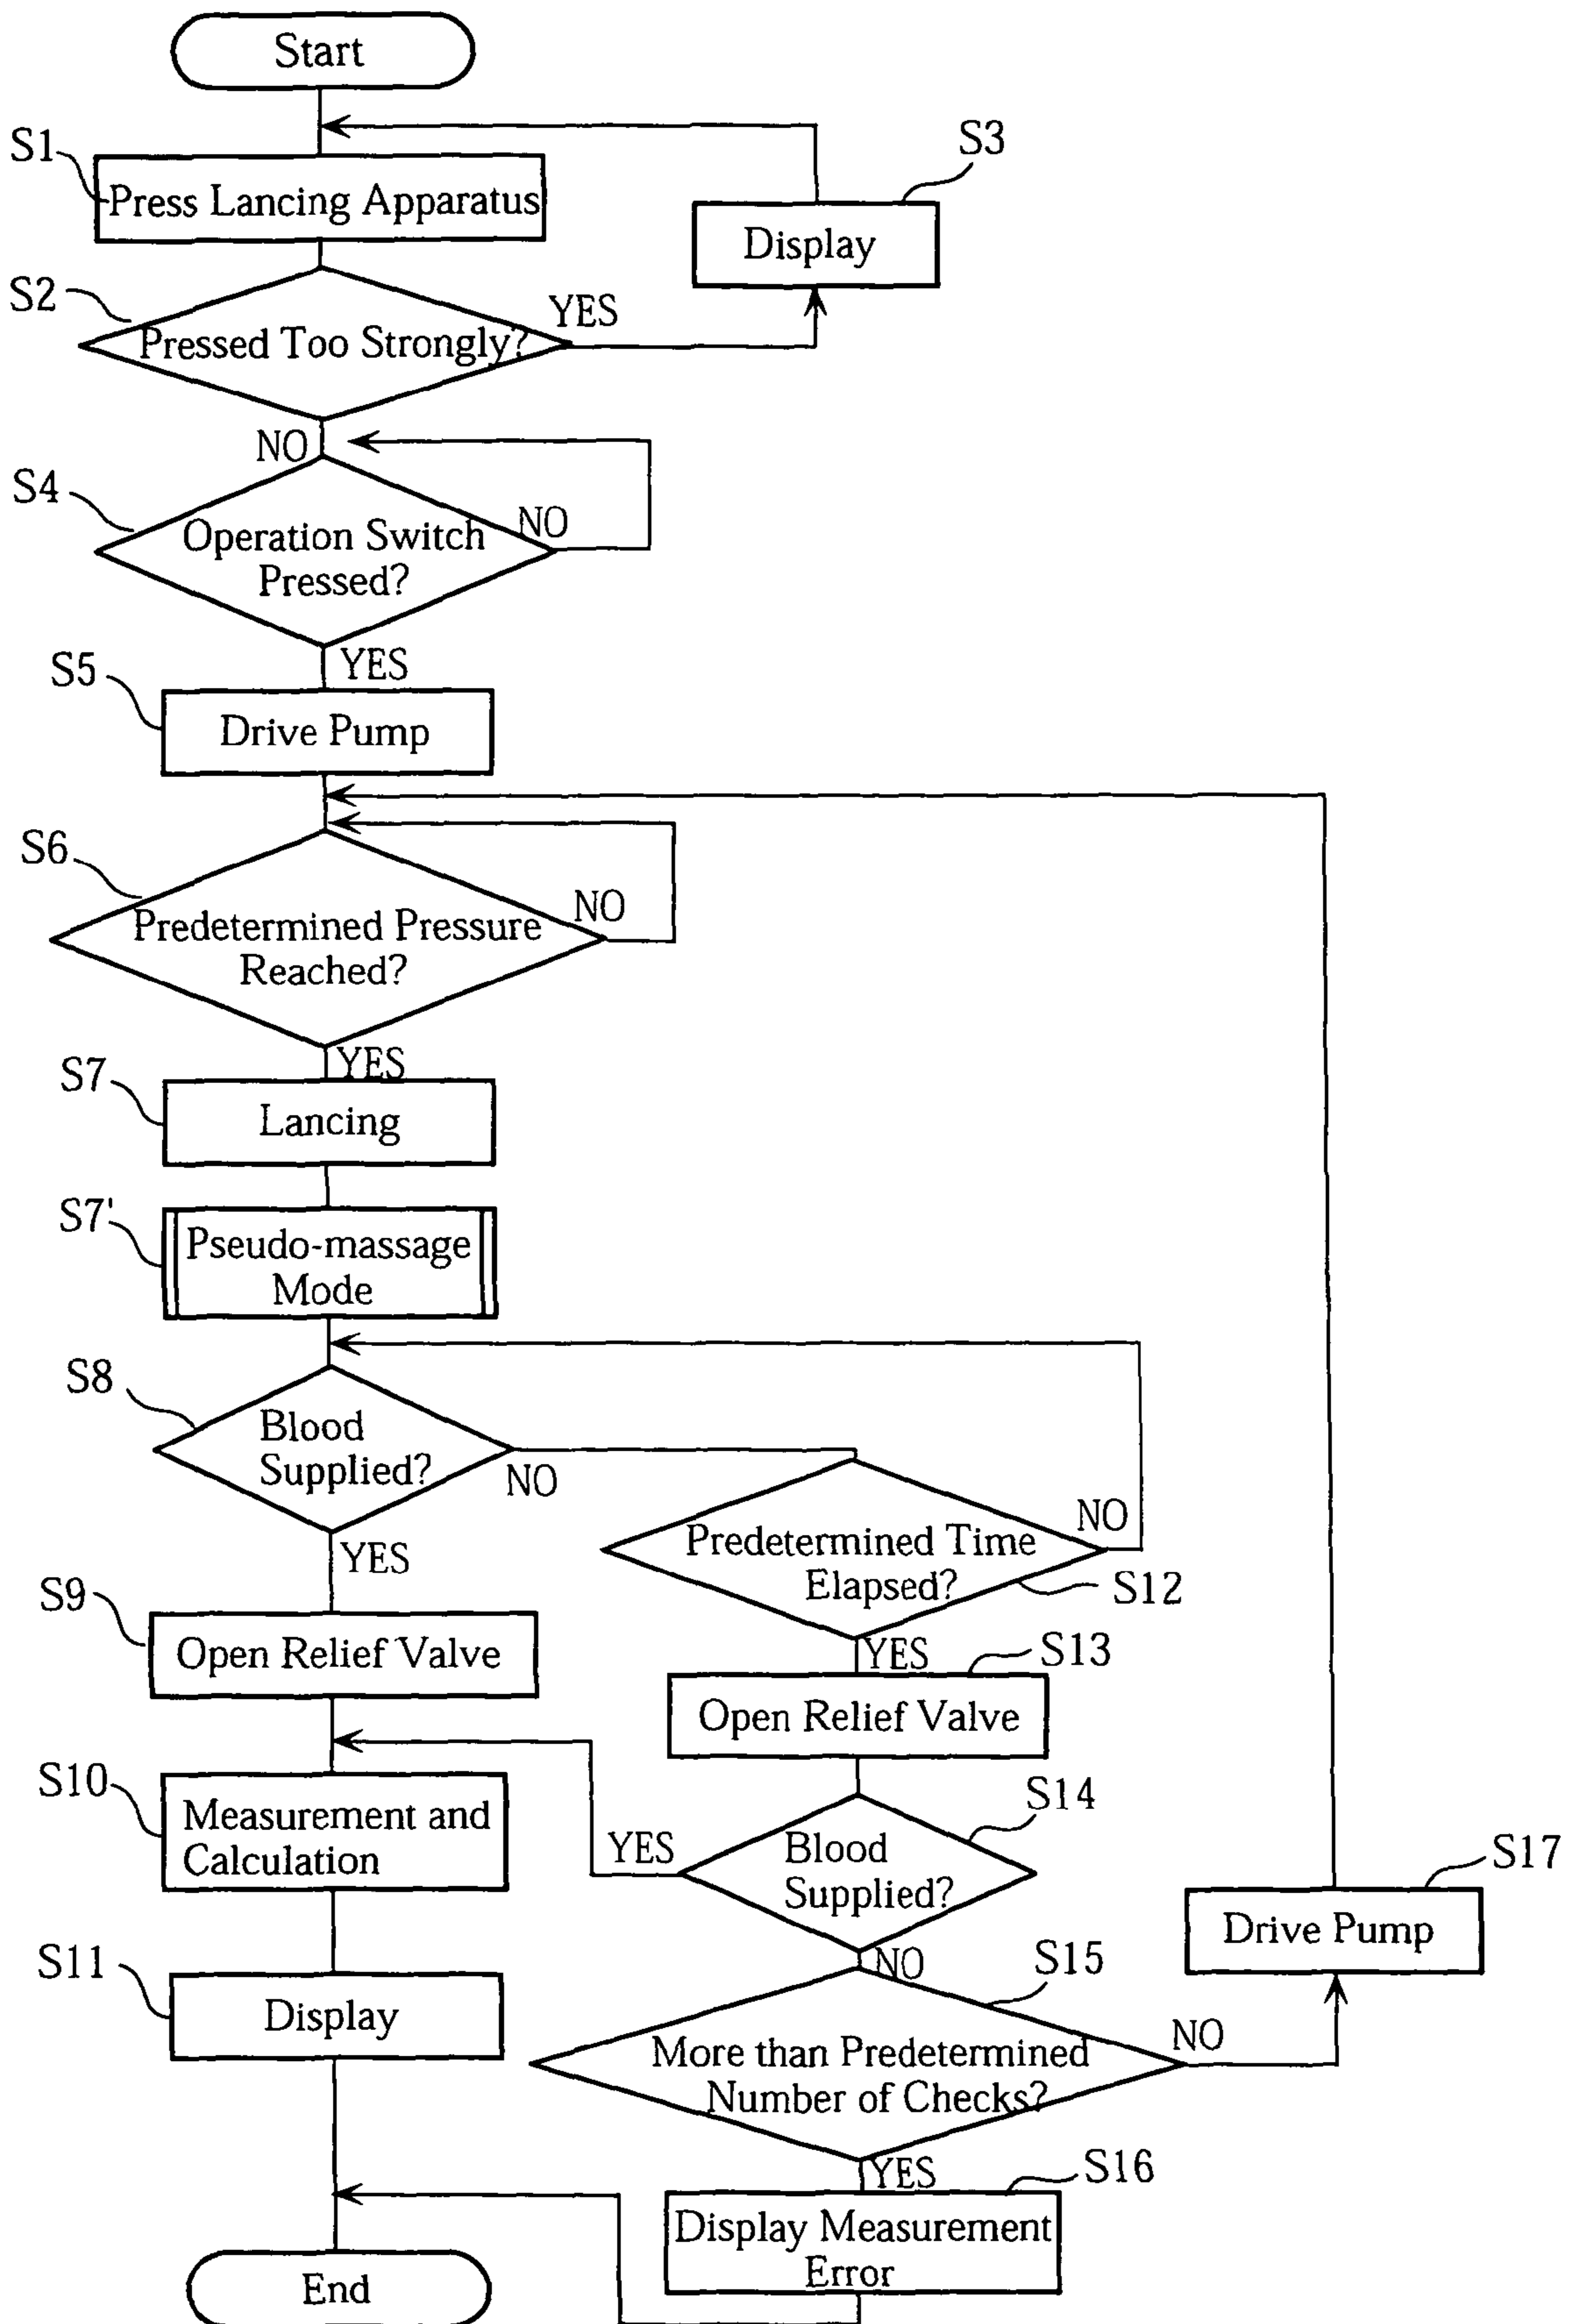 Start
S1
Press Lancing Apparatus
S3
Display
S2
Pressed Too Strongly?
YES
NO
S4
Operation Switch
Pressed?
NO
YES
S5
Drive Pump
S6
Predetermined Pressure
Reached?
NO
YES
S7
Lancing
S7'
Pseudo-massage
Mode
S8
Blood
Supplied?
NO
YES
Predetermined Time
Elapsed?
NO
S12
YES
S9
Open Relief Valve
S13
Open Relief Valve
S10
Measurement and
Calculation
S14
Blood
Supplied?
YES
NO
S17
Drive Pump
S11
Display
S15
More than Predetermined
Number of Checks?
NO
YES
S16
Display Measurement
Error
End